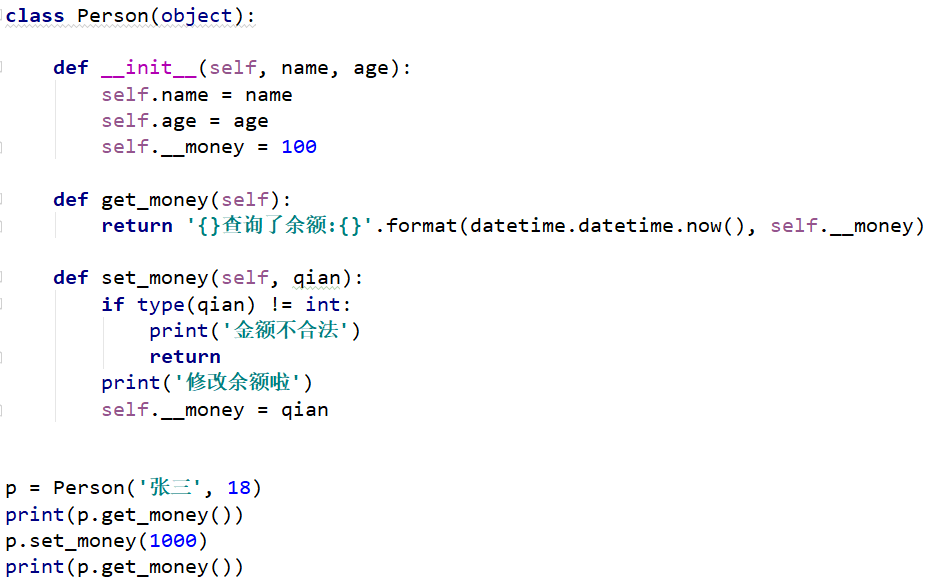 class Person(object):
def __init__(self, name, age):
self.name = name
self.age = age
self.__money = 100
def get_money(self):
return '{}查询了余额:{}'.format(datetime.datetime.now(), self.__money)
def set_money(self, qian):
if type(qian) != int:
print('金额不合法')
return
print('修改余额啦')
self.__money = qian
p = Person('张三', 18)
print(p.get_money())
p.set_money(1000)
print(p.get_money())